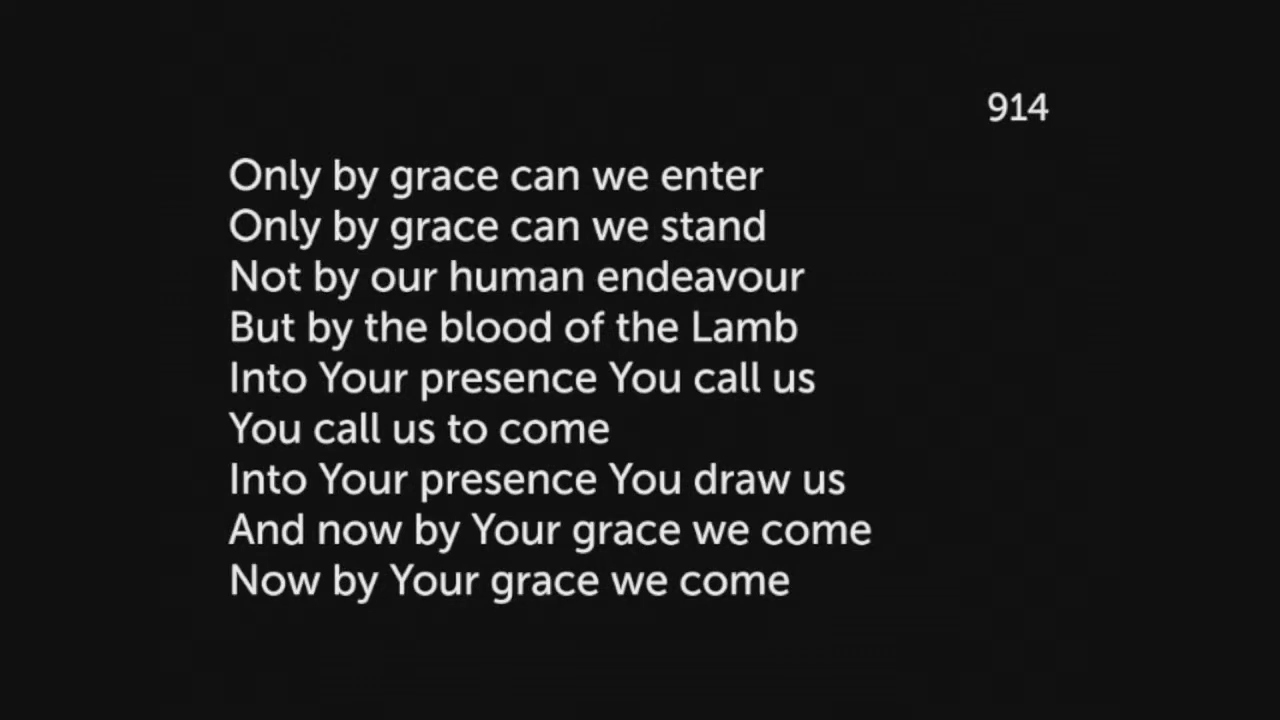 914
Only by grace can we enter
Only by grace can we stand
Not by our human endeavour
But by the blood of the Lamb
Into Your presence You call us
You call us to come
Into Your presence You draw us
And now by Your grace we come
Now by Your grace we come